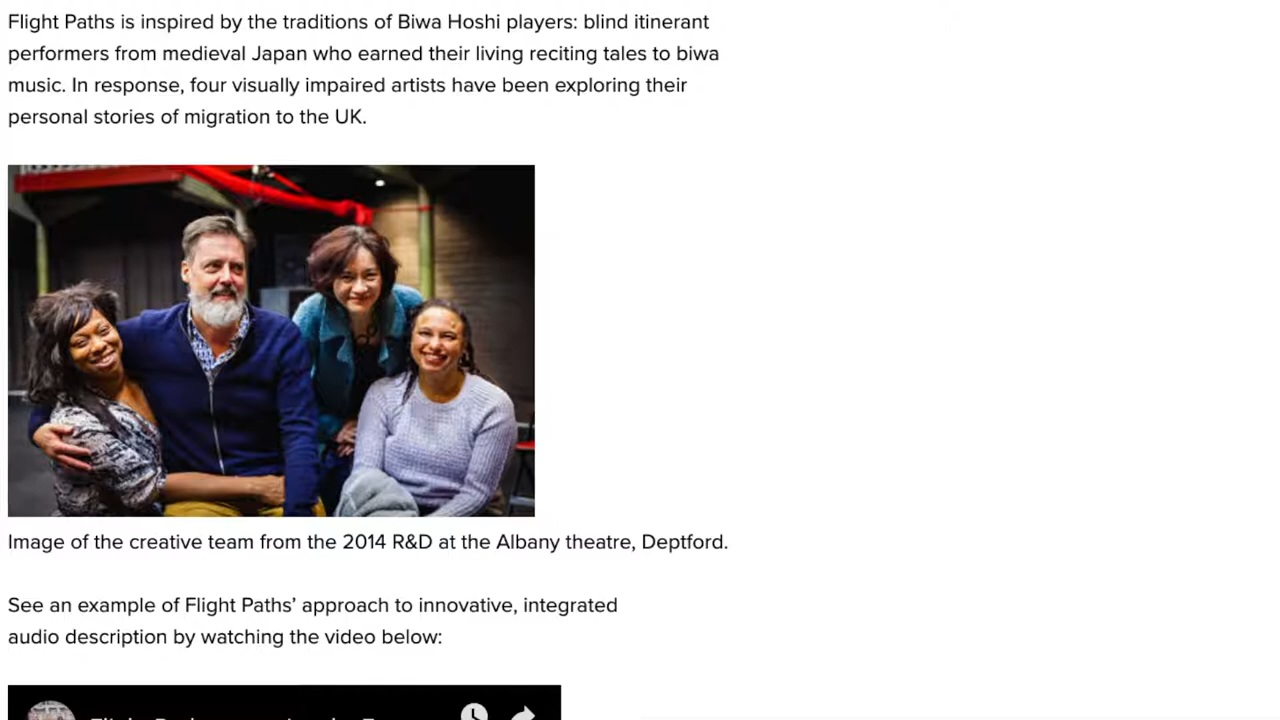 Flight Paths is inspired by the traditions of Biwa Hoshi players: blind itinerant
performers from medieval Japan who earned their living reciting tales to biwa
music. In response, four visually impaired artists have been exploring their
personal stories of migration to the UK.
Image of the creative team from the 2014 R&D at the Albany theatre, Deptford.
See an example of Flight Paths’ approach to innovative, integrated
audio description by watching the video below: